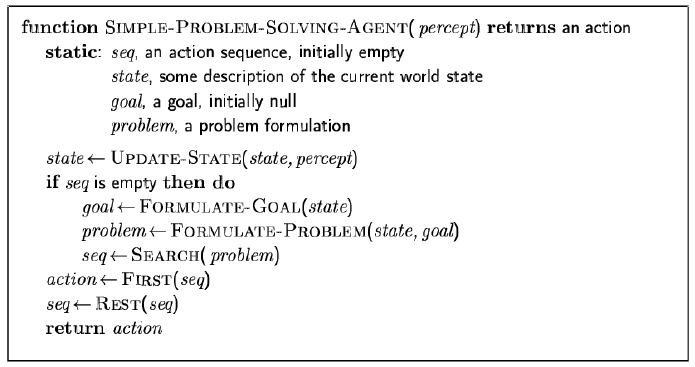 function SIMPLE-PROBLEM-SOLVING-AGENT( percept) returns an action
static: seq, an action sequence, initially empty
state, some description of the current world state
goal, a goal, initially null
problem, a problem formulation
state ← UPDATE-STATE(state, percept)
if seq is empty then do
goal ← FORMULATE-GOAL(state)
problem ← FORMULATE-PROBLEM(state, goal)
seq ← SEARCH( problem)
action ← FIRST(seq)
seq ← REST(seq)
return action